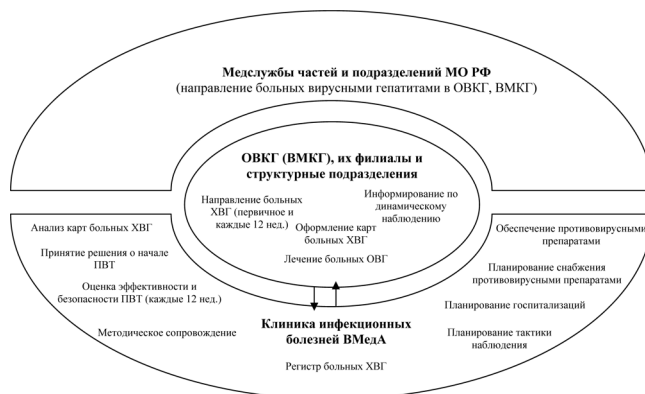 Медслужбы частей и подразделений МО РФ
(направление больных вирусными гепатитами в ОВКГ, ВМКГ)
ОВКГ (ВМКГ), их филиалы и
структурные подразделения
Направление больных
ХВГ (первичное и
каждые 12 нед.)
Оформление карт
больных ХВГ
Информирование по
динамическому
наблюдению
Лечение больных ОВГ
Анализ карт больных ХВГ
Принятие решения о начале
ПВТ
Оценка эффективности и
безопасности ПВТ (каждые 12 нед.)
Методическое сопровождение
Клиника инфекционных
болезней ВМедА
Регистр больных ХВГ
Обеспечение противовирусными
препаратами
Планирование снабжения
противовирусными препаратами
Планирование госпитализаций
Планирование тактики
наблюдения